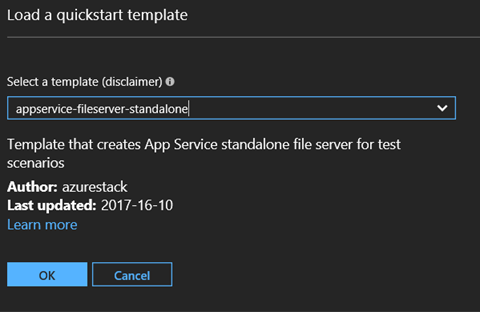 Load a quickstart template
Select a template (disclaimer)
appservice-fileserver-standalone
Template that creates App Service standalone file server for test
scenarios
Author: azurestack
Last updated: 2017-16-10
Learn more
OK
Cancel